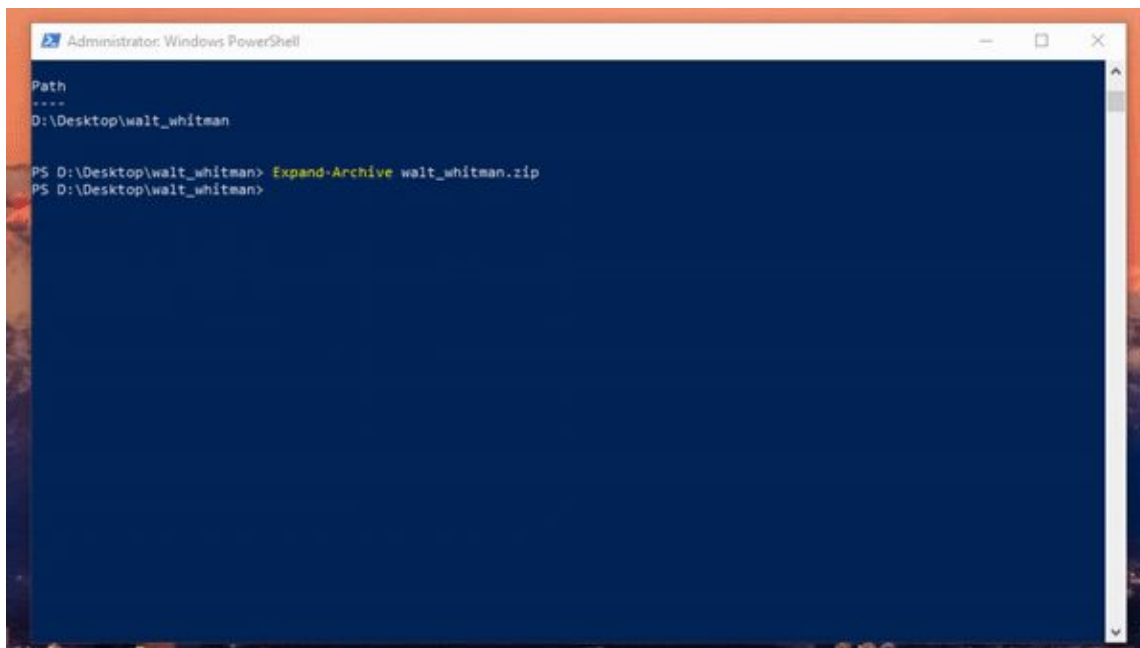 Administrator: Windows PowerShell
Path
----
D:\Desktop\walt_whitman
PS D:\Desktop\walt_whitman> Expand-Archive walt_whitman.zip
PS D:\Desktop\walt_whitman>